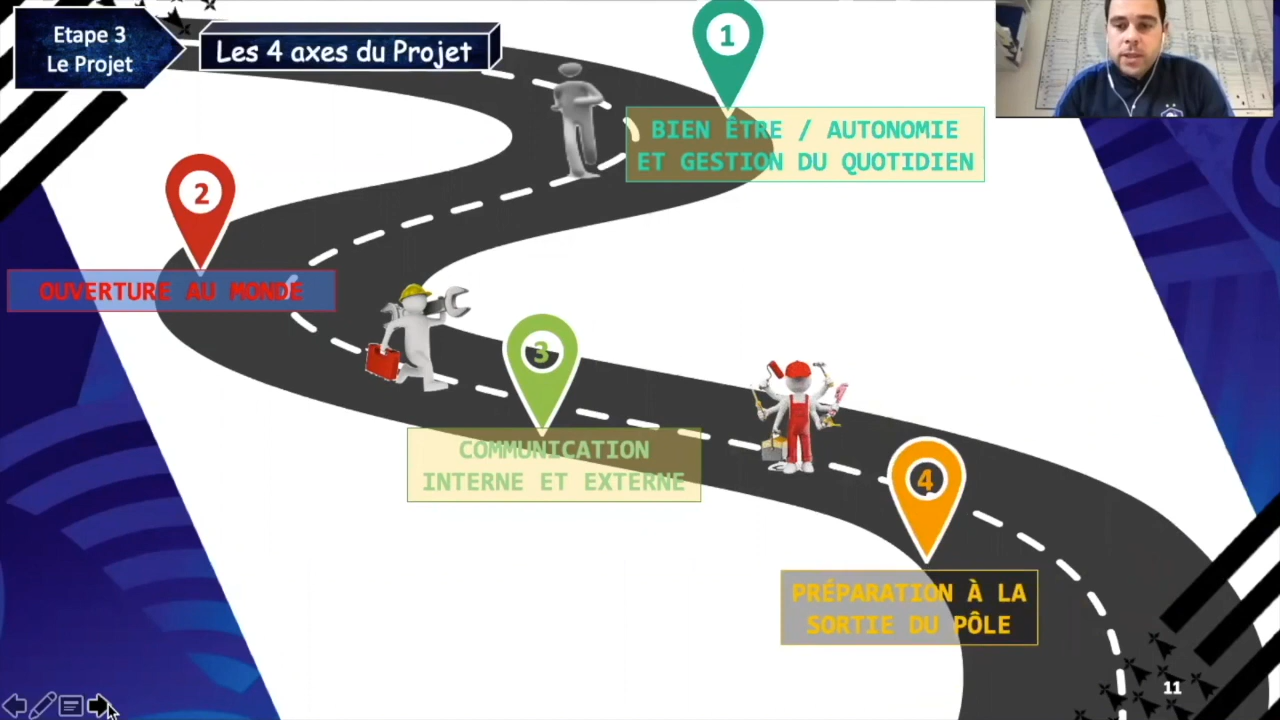 Etape 3
Le Projet
Les 4 axes du Projet
1
BIEN ÊTRE / AUTONOMIE
ET GESTION DU QUOTIDIEN
2
OUVERTURE AU MONDE
3
COMMUNICATION
INTERNE ET EXTERNE
4
PRÉPARATION À LA
SORTIE DU PÔLE
11